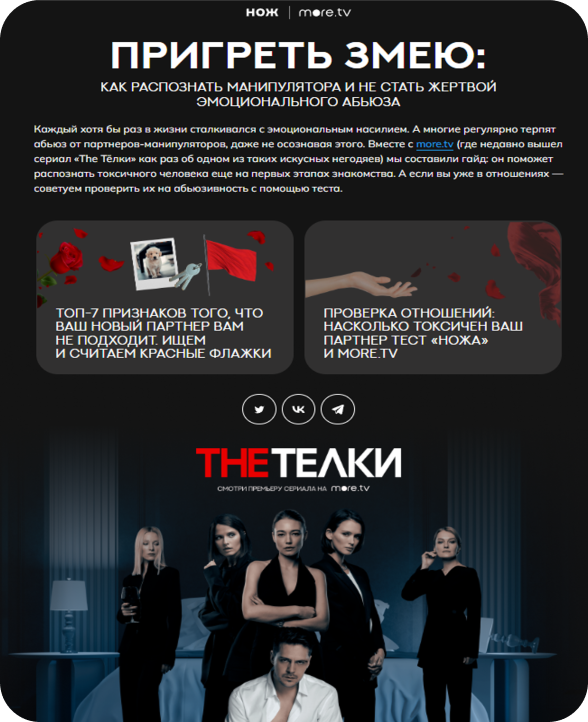 НОЖ | more.tv
ПРИГРЕТЬ ЗМЕЮ:
КАК РАСПОЗНАТЬ МАНИПУЛЯТОРА И НЕ СТАТЬ ЖЕРТВОЙ
ЭМОЦИОНАЛЬНОГО АБЬЮЗА
Каждый хотя бы раз в жизни сталкивался с эмоциональным насилием. А многие регулярно терпят
абьюз от партнеров-манипуляторов, даже не осознавая этого. Вместе с more.tv (где недавно вышел
сериал «The Тёлки» как раз об одном из таких искусных негодяев) мы составили гайд: он поможет
распознать токсичного человека еще на первых этапах знакомства. А если вы уже в отношениях —
советуем проверить их на абьюзивность с помощью теста.
ТОП-7 ПРИЗНАКОВ ТОГО, ЧТО
ВАШ НОВЫЙ ПАРТНЕР ВАМ
НЕ ПОДХОДИТ. ИЩЕМ
И СЧИТАЕМ КРАСНЫЕ ФЛАЖКИ
ПРОВЕРКА ОТНОШЕНИЙ:
НАСКОЛЬКО ТОКСИЧЕН ВАШ
ПАРТНЕР ТЕСТ «НОЖА»
И MORE.TV
THE ТЕЛКИ
СМОТРИ ПРЕМЬЕРУ СЕРИАЛА НА more.tv